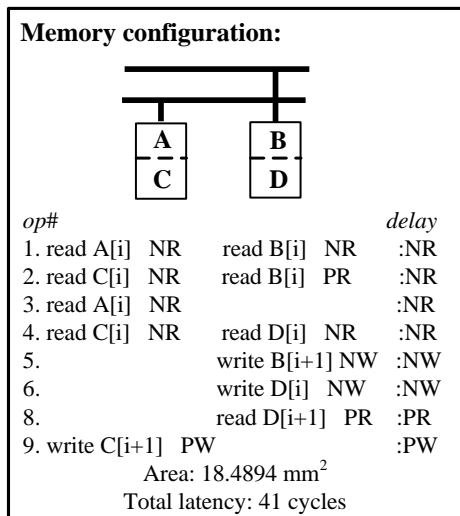 Memory configuration:
A B
C D
op# delay
1. read A[i] NR read B[i] NR :NR
2. read C[i] NR read B[i] PR :NR
3. read A[i] NR :NR
4. read C[i] NR read D[i] NR :NR
5. write B[i+1] NW :NW
6. write D[i] NW :NW
8. read D[i+1] PR :PR
9. write C[i+1] PW :PW
Area: 18.4894 mm²
Total latency: 41 cycles